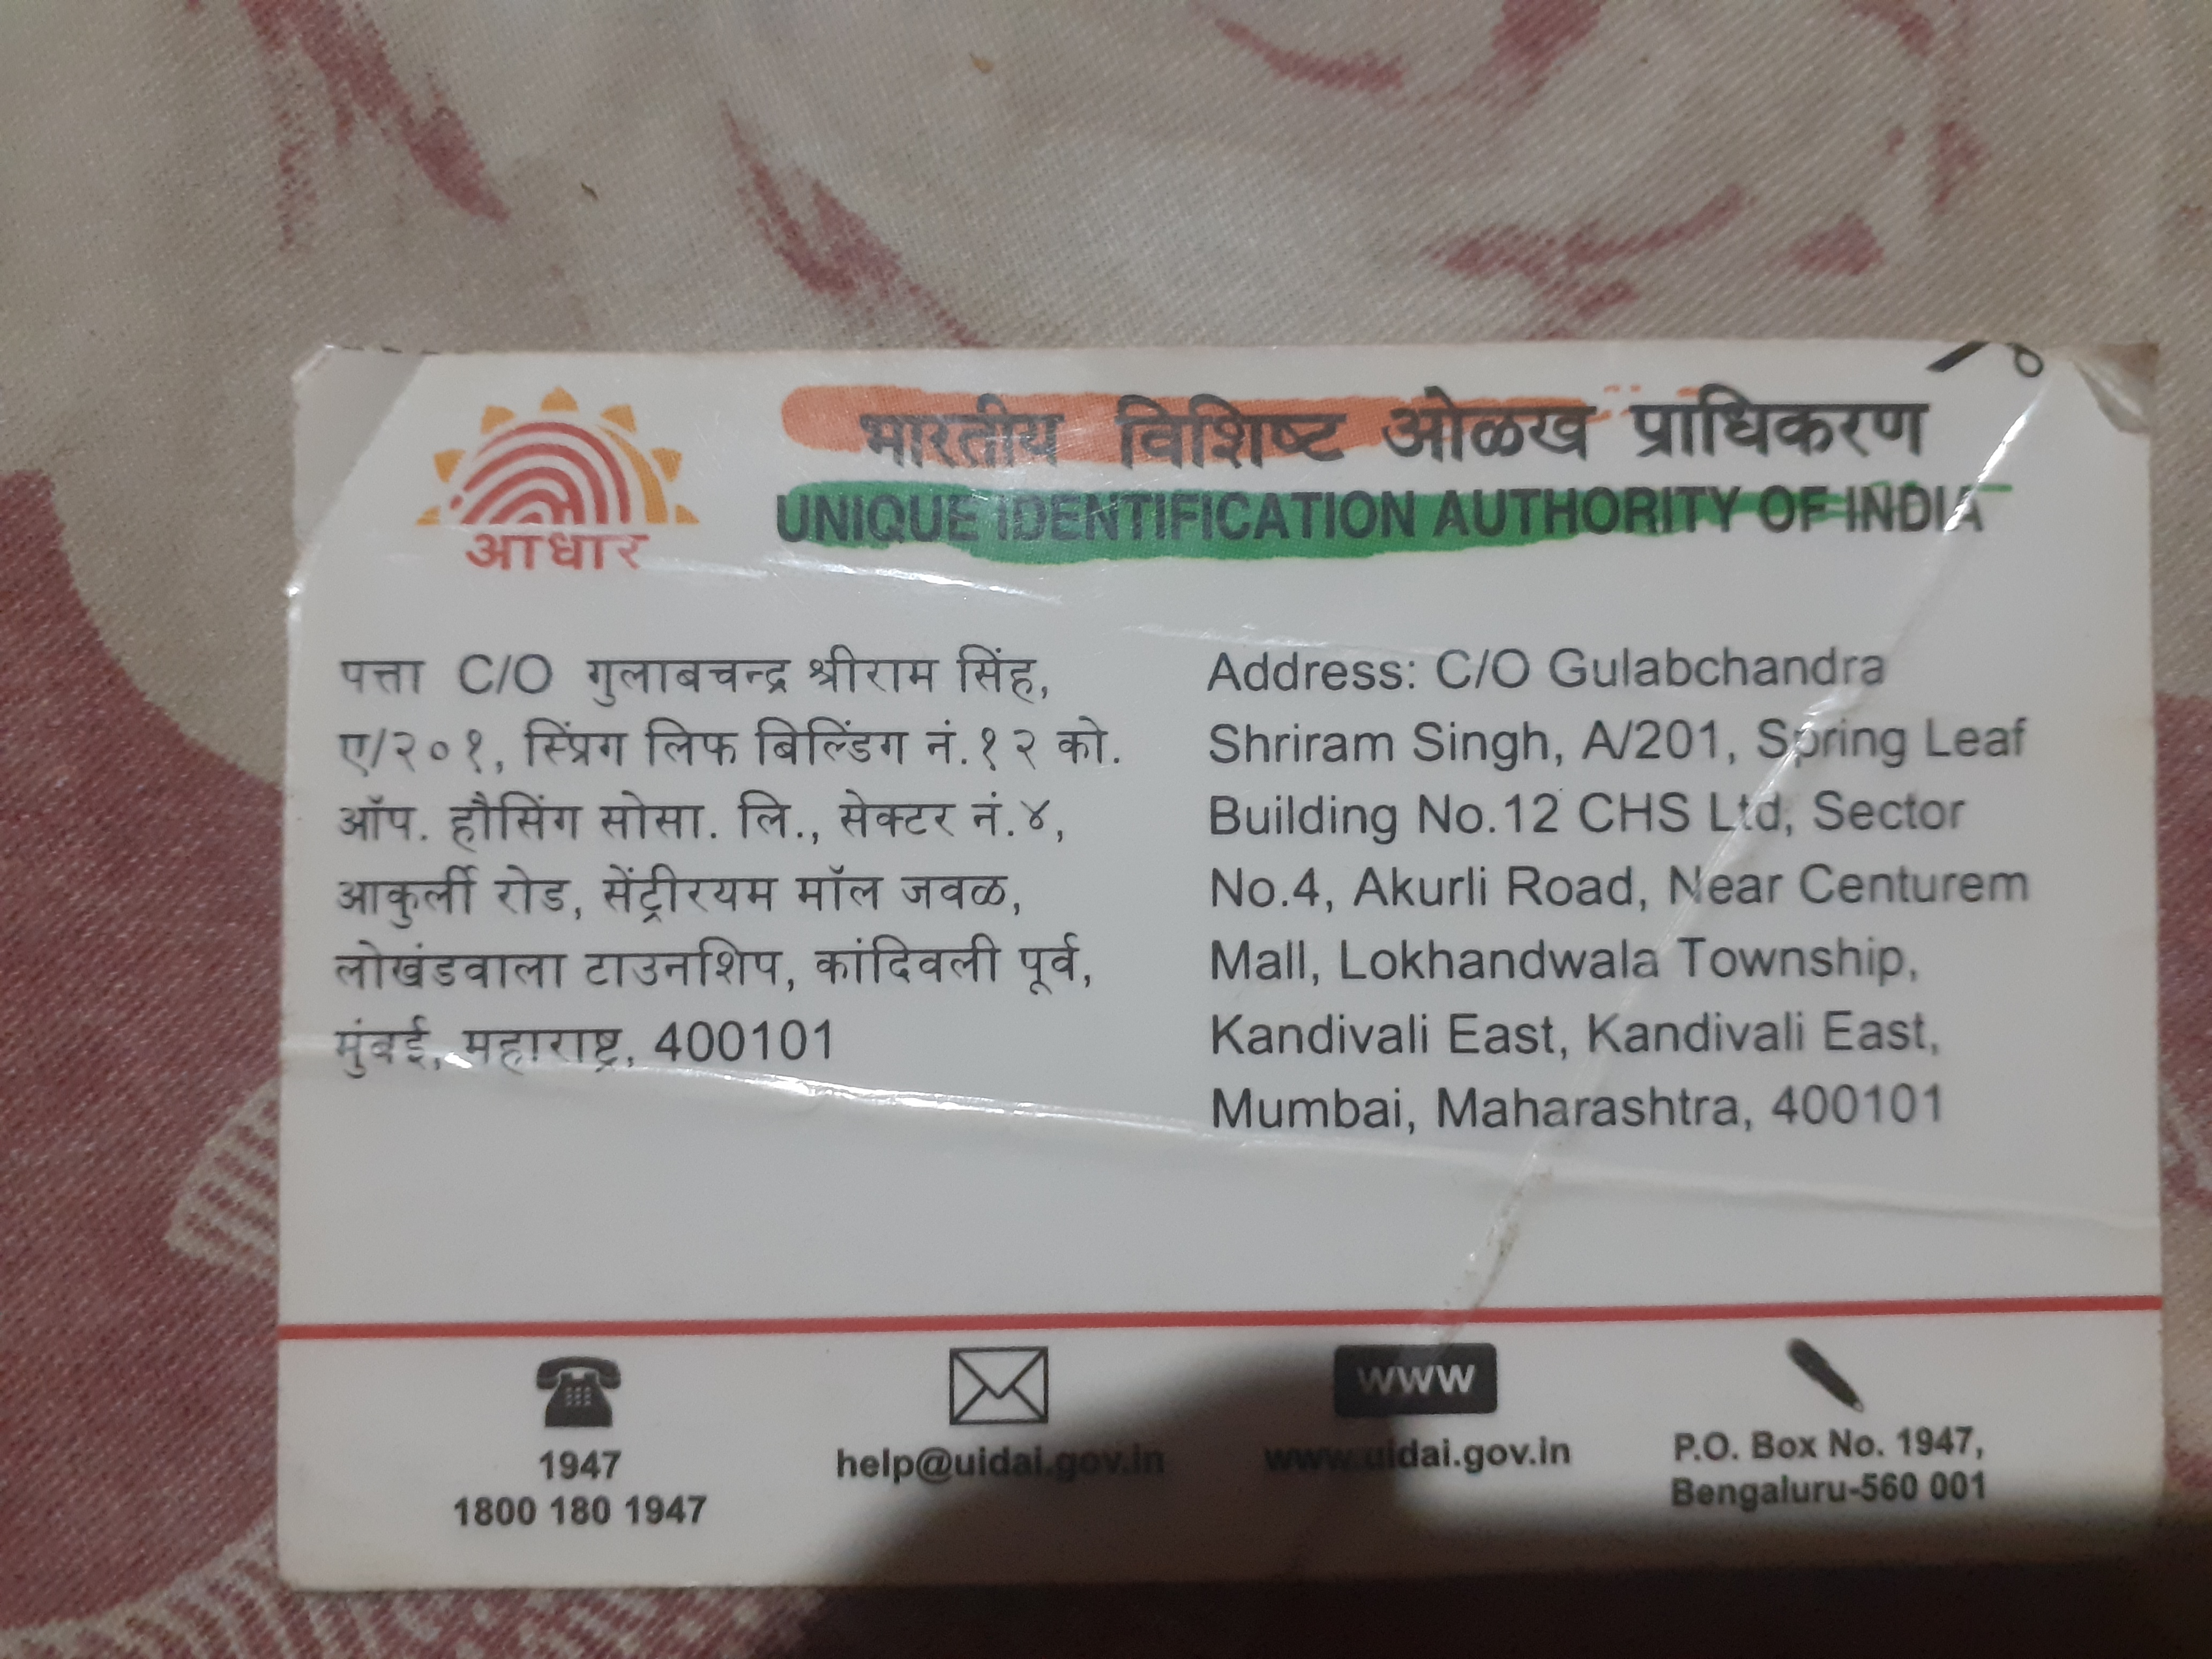 आधार
भारतीय विशिष्ट ओळख प्राधिकरण
UNIQUE IDENTIFICATION AUTHORITY OF INDIA
पत्ता C/O गुलाबचन्द्र श्रीराम सिंह,
ए/२०१, स्प्रिंग लिफ बिल्डिंग नं.१२ को.
ऑप. हौसिंग सोसा. लि., सेक्टर नं.४,
आकुर्ली रोड, सेंट्रीरयम मॉल जवळ,
लोखंडवाला टाउनशिप, कांदिवली पूर्व,
मुंबई, महाराष्ट्र, 400101
Address: C/O Gulabchandra
Shriram Singh, A/201, Spring Leaf
Building No.12 CHS Ltd, Sector
No.4, Akurli Road, Near Centurem
Mall, Lokhandwala Township,
Kandivali East, Kandivali East,
Mumbai, Maharashtra, 400101
1947
1800 180 1947
help@uidai.gov.in
www
www.uidai.gov.in
P.O. Box No. 1947,
Bengaluru-560 001